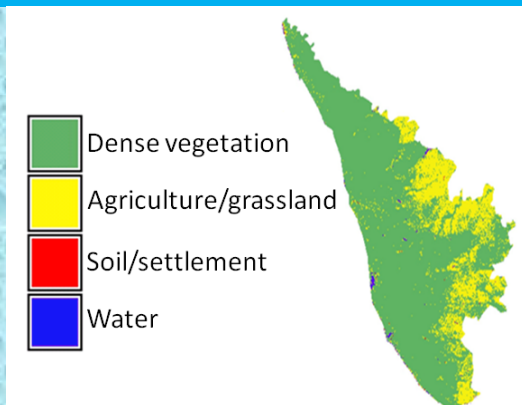 Dense vegetation
Agriculture/grassland
Soil/settlement
Water